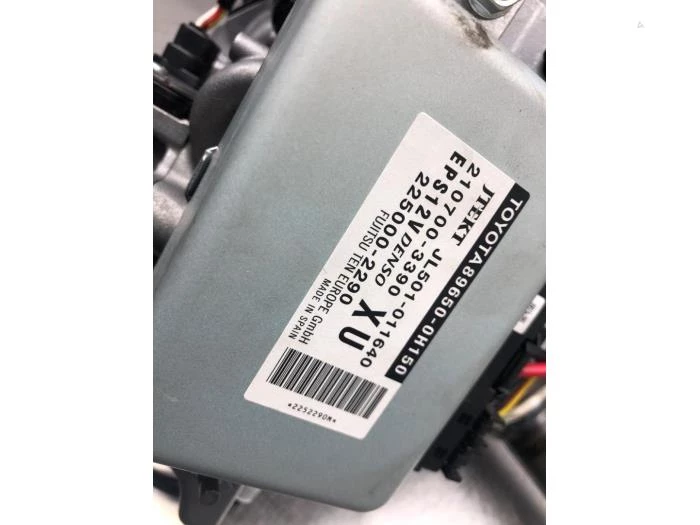 TOYOTA89650-0H150
JTEKT JL501-011640
210700-3390 XU
EPS12V DENSO
225000-2290
FUJITSU TEN EUROPE GmbH
MADE IN SPAIN
*2252290M*